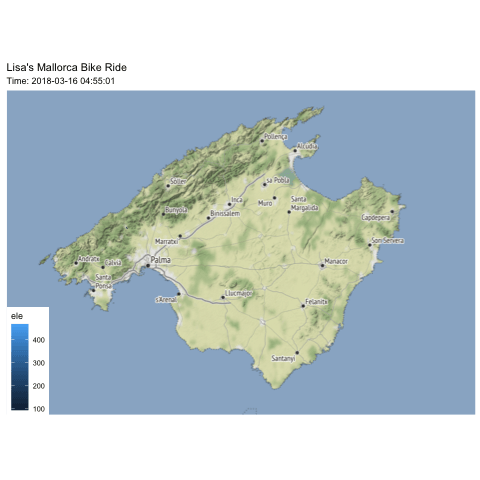 Lisa's Mallorca Bike Ride
Time: 2018-03-16 04:55:01
Pollença
Alcúdia
Sóller
sa Pobla
Inca
Muro
Santa
Margalida
Bunyola
Binissalem
Capdepera
Marratxí
Son Servera
Andratx
Calvià
Palma
Manacor
Santa
Ponsa
s'Arenal
Llucmajor
Felanitx
Santanyí
ele
400
300
200
100